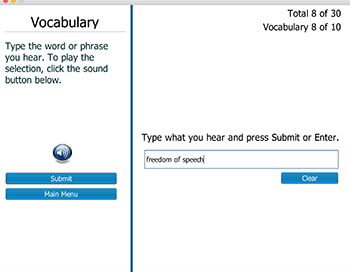 Vocabulary
Type the word or phrase
you hear. To play the
selection, click the sound
button below.
Submit
Main Menu
Total 8 of 30
Vocabulary 8 of 10
Type what you hear and press Submit or Enter.
freedom of speech
Clear